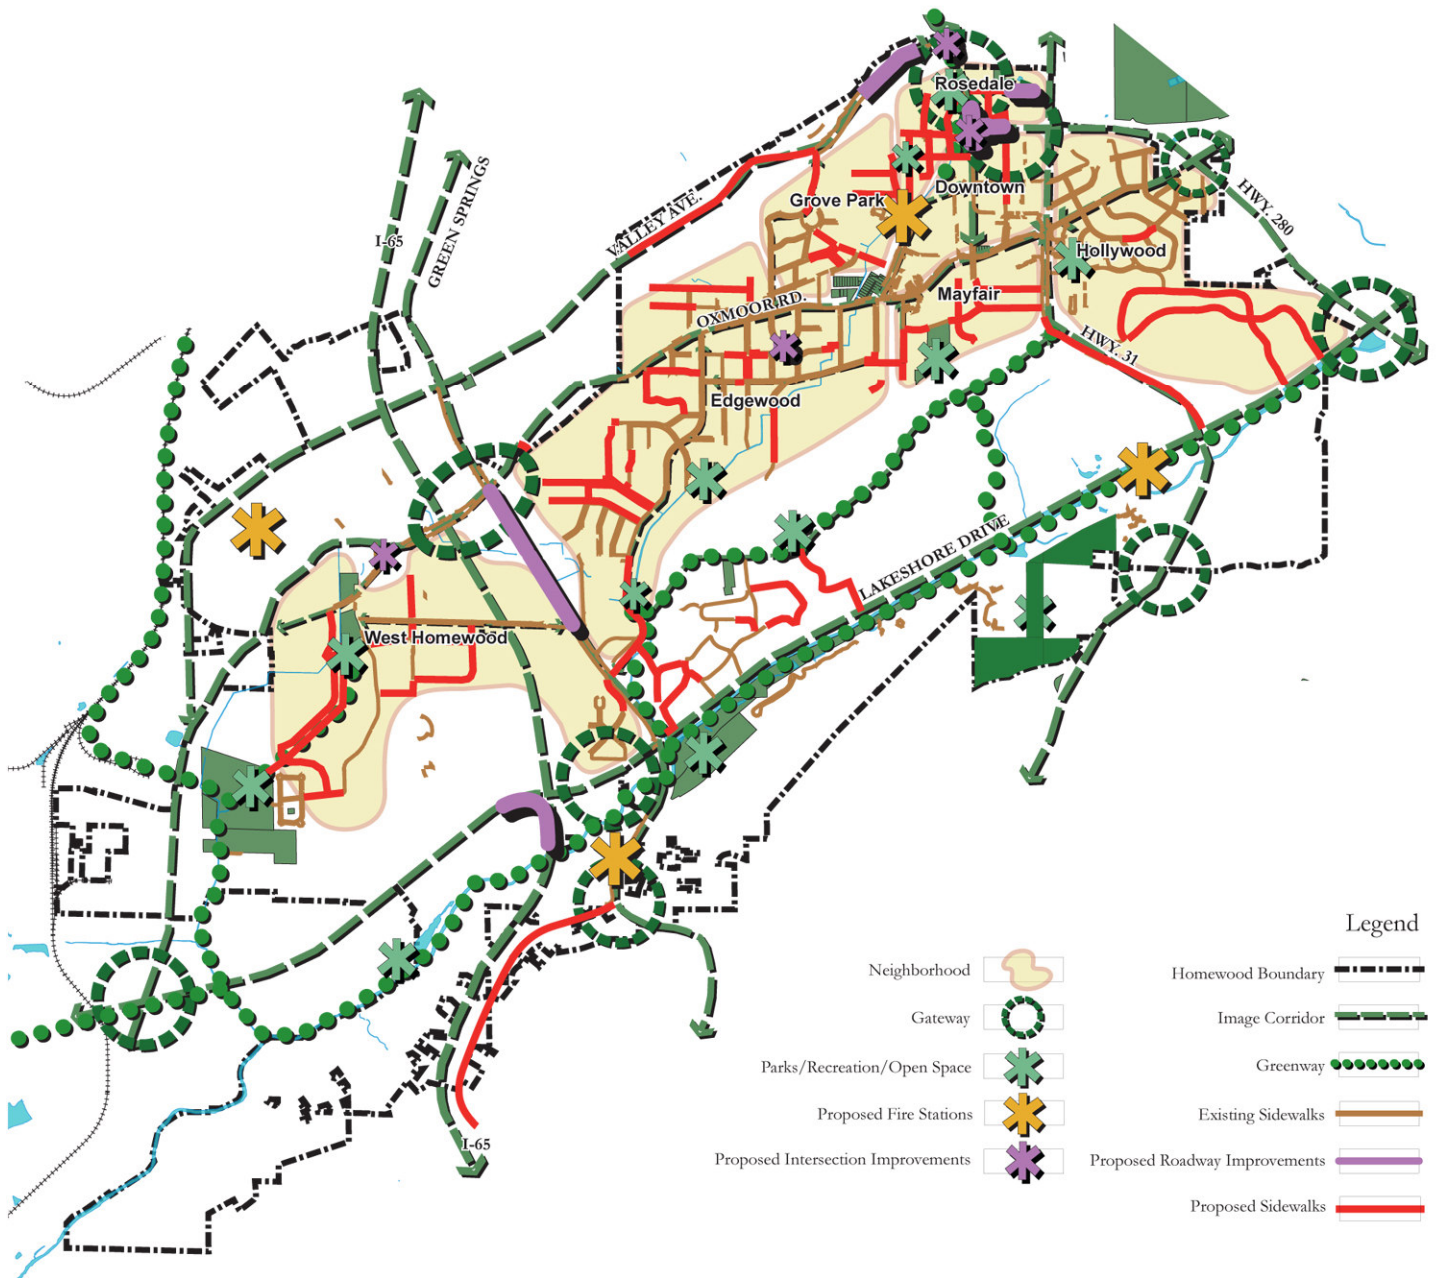 Rosedale
Downtown
Grove Park
HWY. 280
I-65
GREEN SPRINGS
VALLEY AVE.
Hollywood
Mayfair
OXMOOR RD.
HWY. 31
Edgewood
LAKESHORE DRIVE
West Homewood
I-65
Legend
Neighborhood
Gateway
Parks/Recreation/Open Space
Proposed Fire Stations
Proposed Intersection Improvements
Homewood Boundary
Image Corridor
Greenway
Existing Sidewalks
Proposed Roadway Improvements
Proposed Sidewalks